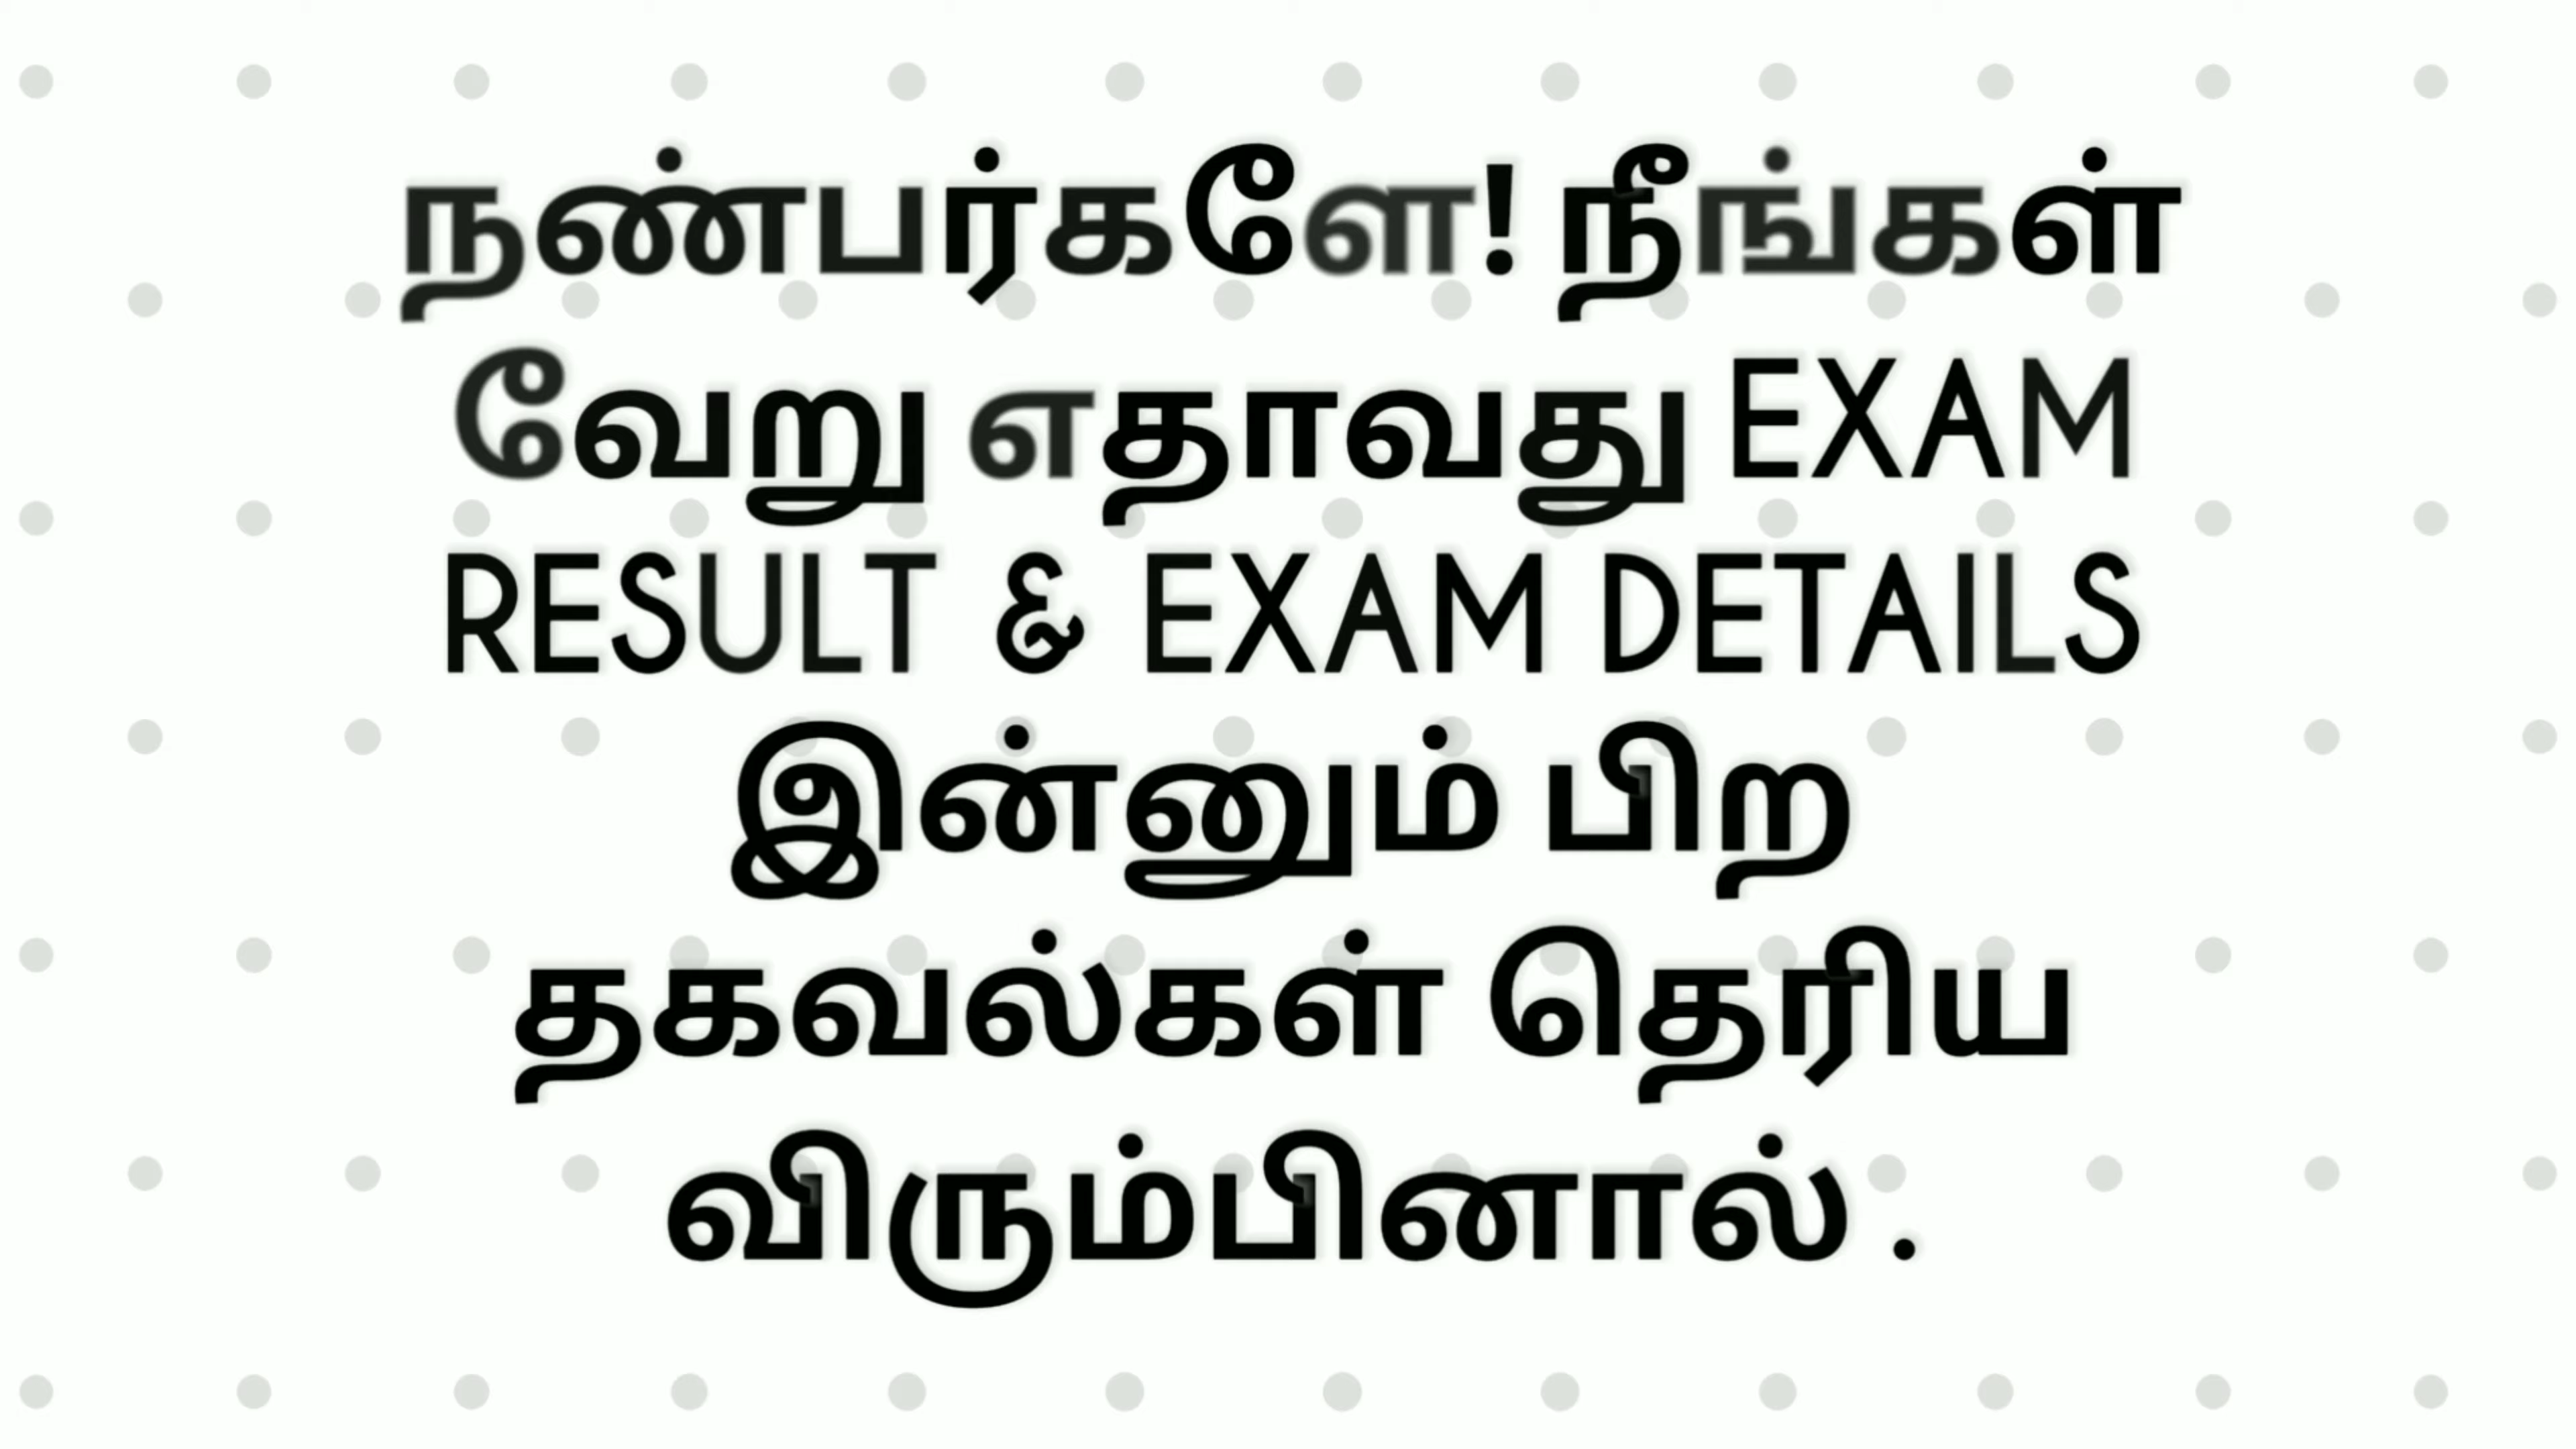 நண்பர்களே! நீங்கள்
வேறு எதாவது EXAM
RESULT & EXAM DETAILS
இன்னும் பிற
தகவல்கள் தெரிய
விரும்பினால் .